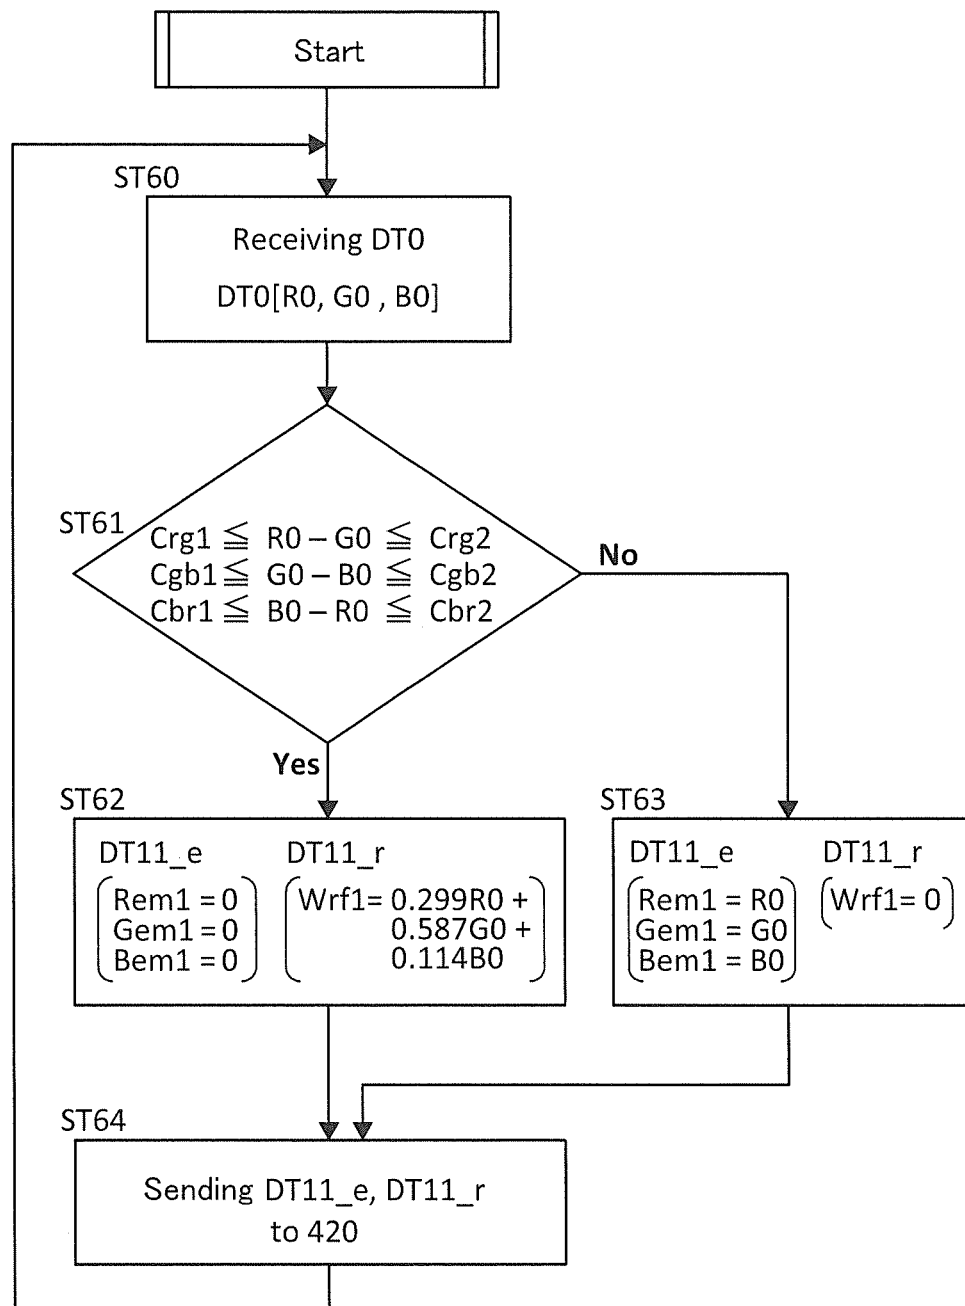 Start
ST60
Receiving DT0
DT0[R0, G0 , B0]
ST61
Crg1 ≦ R0 – G0 ≦ Crg2
Cgb1 ≦ G0 – B0 ≦ Cgb2
Cbr1 ≦ B0 – R0 ≦ Cbr2
No
Yes
ST62
DT11_e DT11_r
Rem1 = 0
Gem1 = 0
Bem1 = 0
Wrf1= 0.299R0 +
0.587G0 +
0.114B0
ST63
DT11_e DT11_r
Rem1 = R0
Gem1 = G0
Bem1 = B0
Wrf1= 0
ST64
Sending DT11_e, DT11_r
to 420